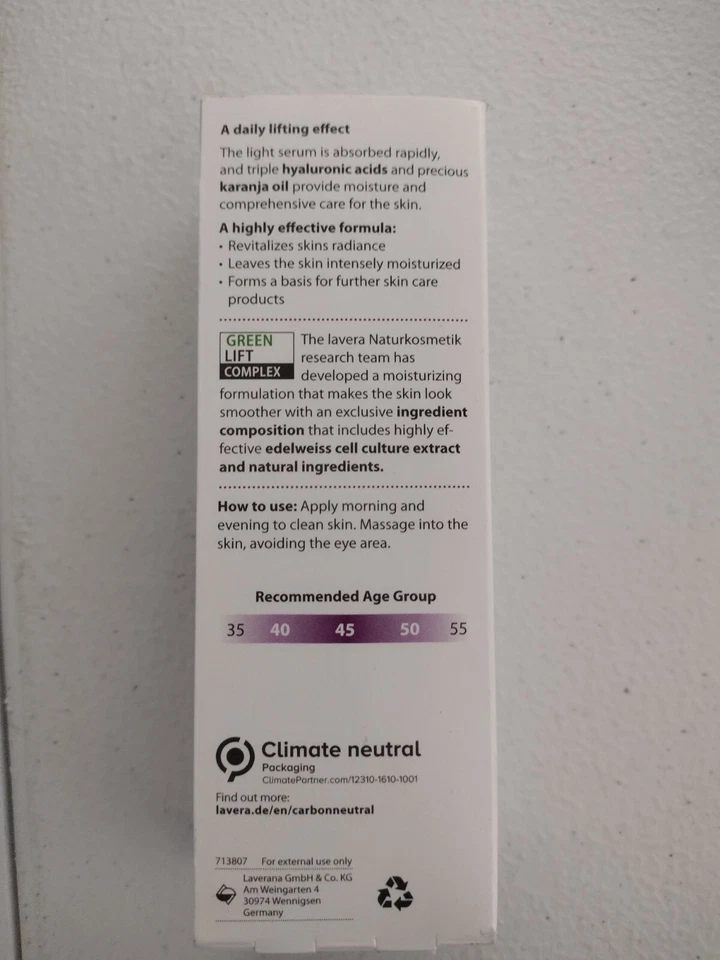 A daily lifting effect
The light serum is absorbed rapidly,
and triple hyaluronic acids and precious
karanja oil provide moisture and
comprehensive care for the skin.
A highly effective formula:
• Revitalizes skins radiance
• Leaves the skin intensely moisturized
• Forms a basis for further skin care
products
GREEN
LIFT
COMPLEX
The lavera Naturkosmetik
research team has
developed a moisturizing
formulation that makes the skin look
smoother with an exclusive ingredient
composition that includes highly ef-
fective edelweiss cell culture extract
and natural ingredients.
How to use: Apply morning and
evening to clean skin. Massage into the
skin, avoiding the eye area.
Recommended Age Group
35 40 45 50 55
Climate neutral
Packaging
ClimatePartner.com/12310-1610-1001
Find out more:
lavera.de/en/carbonneutral
713807 For external use only
Laverana GmbH & Co. KG
Am Weingarten 4
30974 Wennigsen
Germany